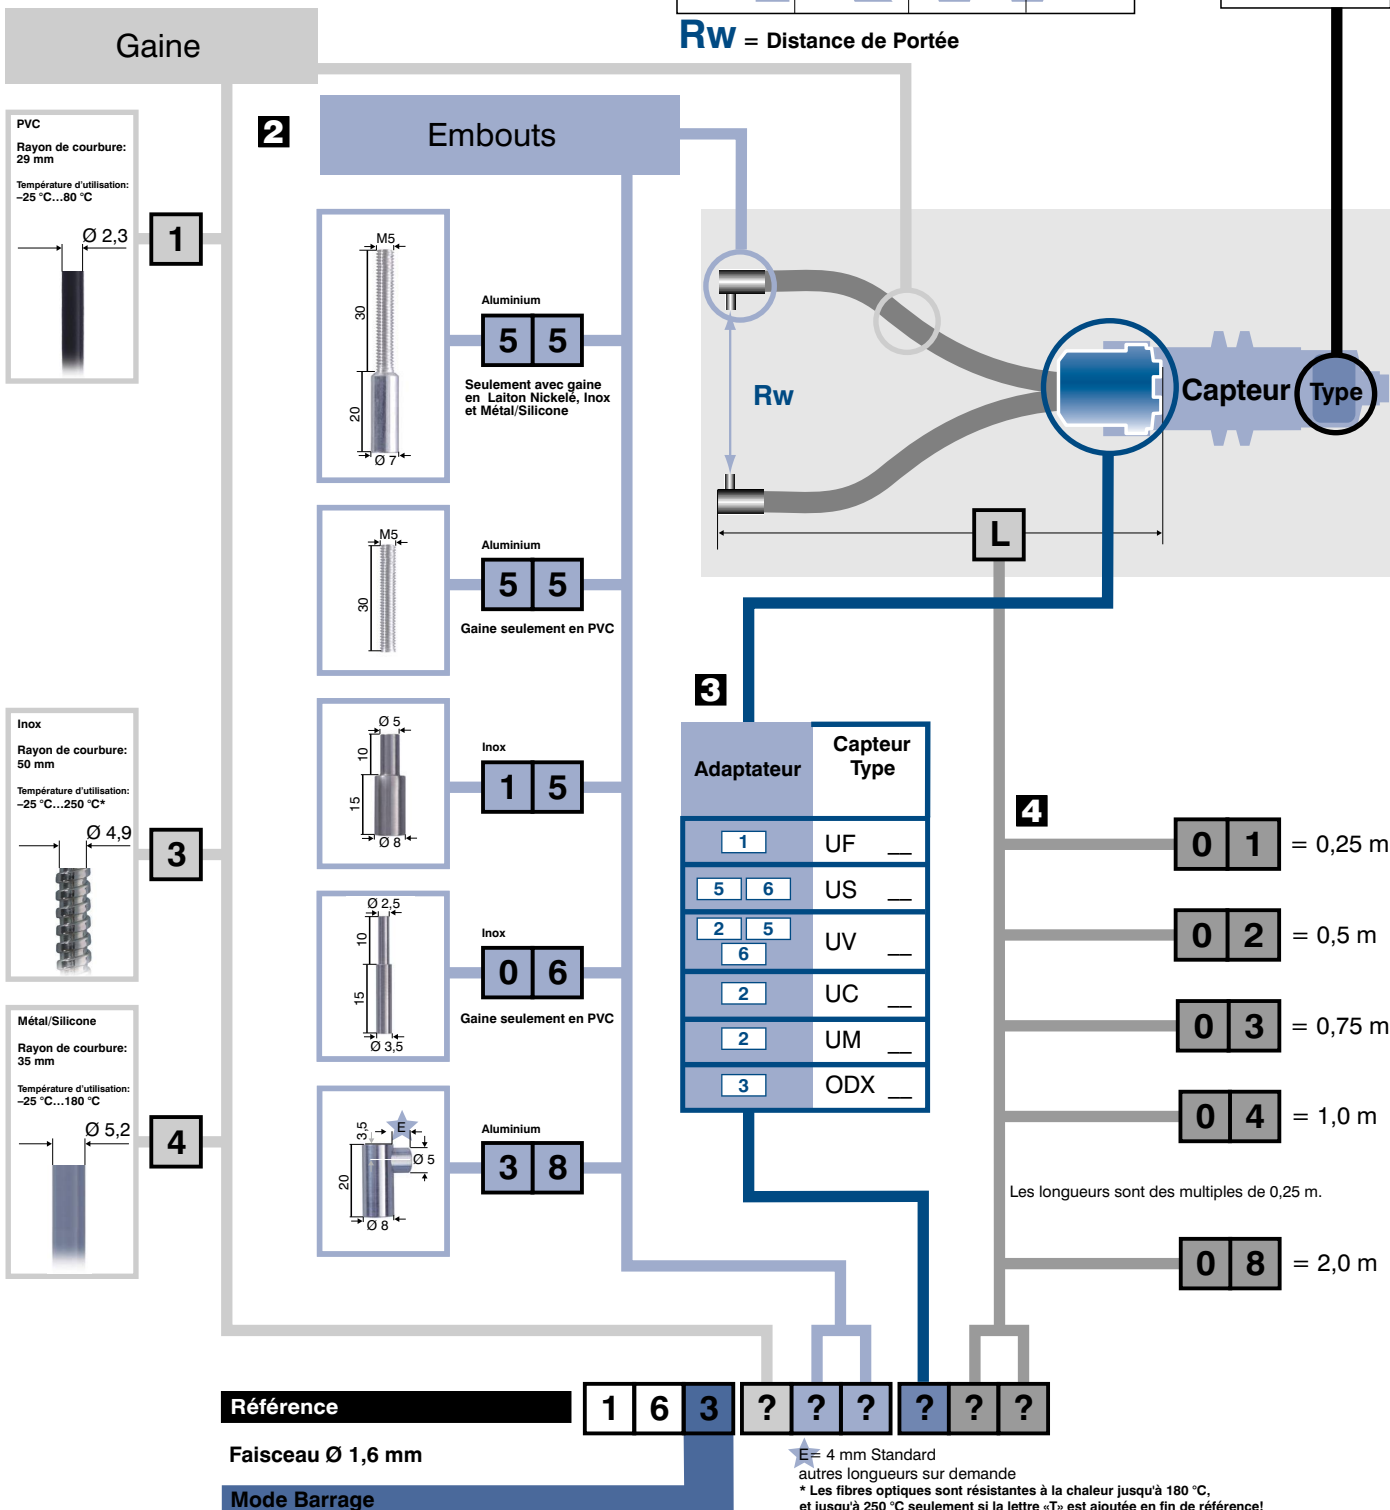 Rw = Distance de Portée
Gaine
PVC
Rayon de courbure:
29 mm
Température d'utilisation:
–25 °C...80 °C
Ø 2,3
1
Inox
Rayon de courbure:
50 mm
Température d'utilisation:
–25 °C...250 °C*
Ø 4,9
3
Métal/Silicone
Rayon de courbure:
35 mm
Température d'utilisation:
–25 °C...180 °C
Ø 5,2
4
2
Embouts
M5
30
20
Ø 7
Aluminium
5 5
Seulement avec gaine
en Laiton Nickelé, Inox
et Métal/Silicone
M5
30
Aluminium
5 5
Gaine seulement en PVC
Ø 5
10
15
Ø 8
Inox
1 5
Ø 2,5
10
15
Ø 3,5
Inox
0 6
Gaine seulement en PVC
3,5
E
Ø 5
20
Ø 8
Aluminium
3 8
Rw
Capteur
Type
L
3
Adaptateur
Capteur
Type
1 UF __
5 6 US __
2 5
6 UV __
2 UC __
2 UM __
3 ODX __
4
0 1 = 0,25 m
0 2 = 0,5 m
0 3 = 0,75 m
0 4 = 1,0 m
Les longueurs sont des multiples de 0,25 m.
0 8 = 2,0 m
Référence
1 6 3 ? ? ? ? ? ?
Faisceau Ø 1,6 mm
Mode Barrage
E= 4 mm Standard
autres longueurs sur demande
* Les fibres optiques sont résistantes à la chaleur jusqu'à 180 °C,
et jusqu'à 250 °C seulement si la lettre «T» est ajoutée en fin de référence!